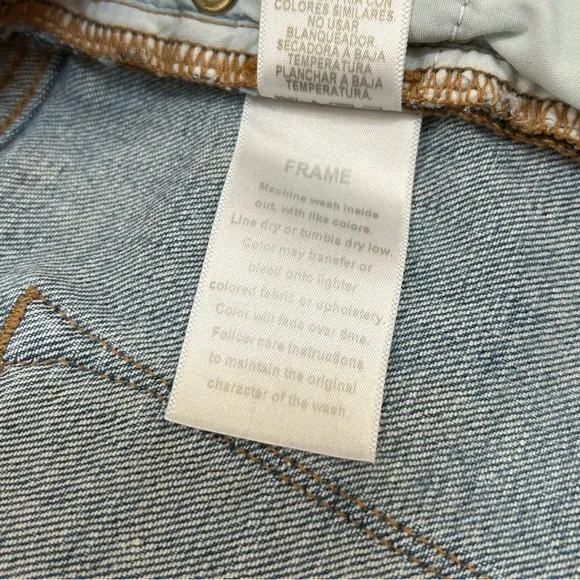 COLORES SIMILARES.
NO USAR
BLANQUEADOR
SECADORA A BAJA
TEMPERATURA
PLANCHAR A BAJA
TEMPERATURA.
FRAME
Machine wash inside
out, with like colors.
Line dry or tumble dry low.
Color may transfer or
bleed onto lighter
colored fabric or upholstery.
Color will fade over time.
Follow care instructions
to maintain the original
character of the wash.